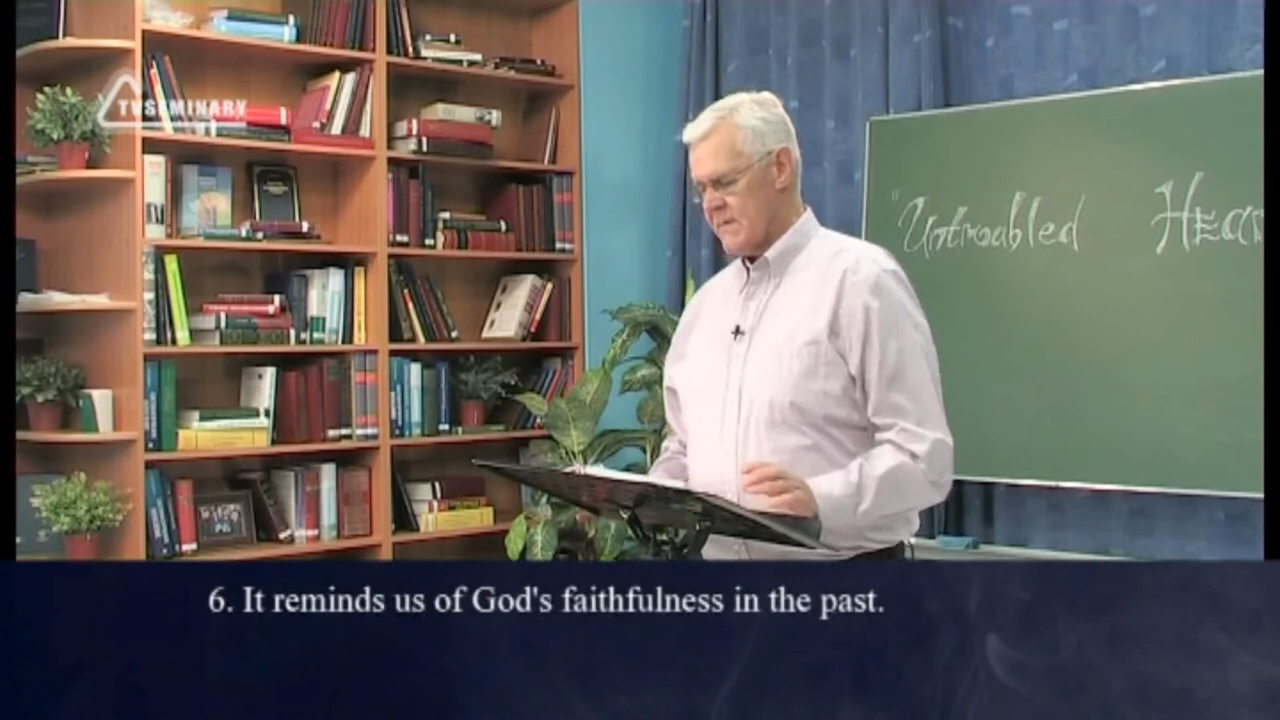 TVSEMINARY
"Untroubled
6. It reminds us of God's faithfulness in the past.